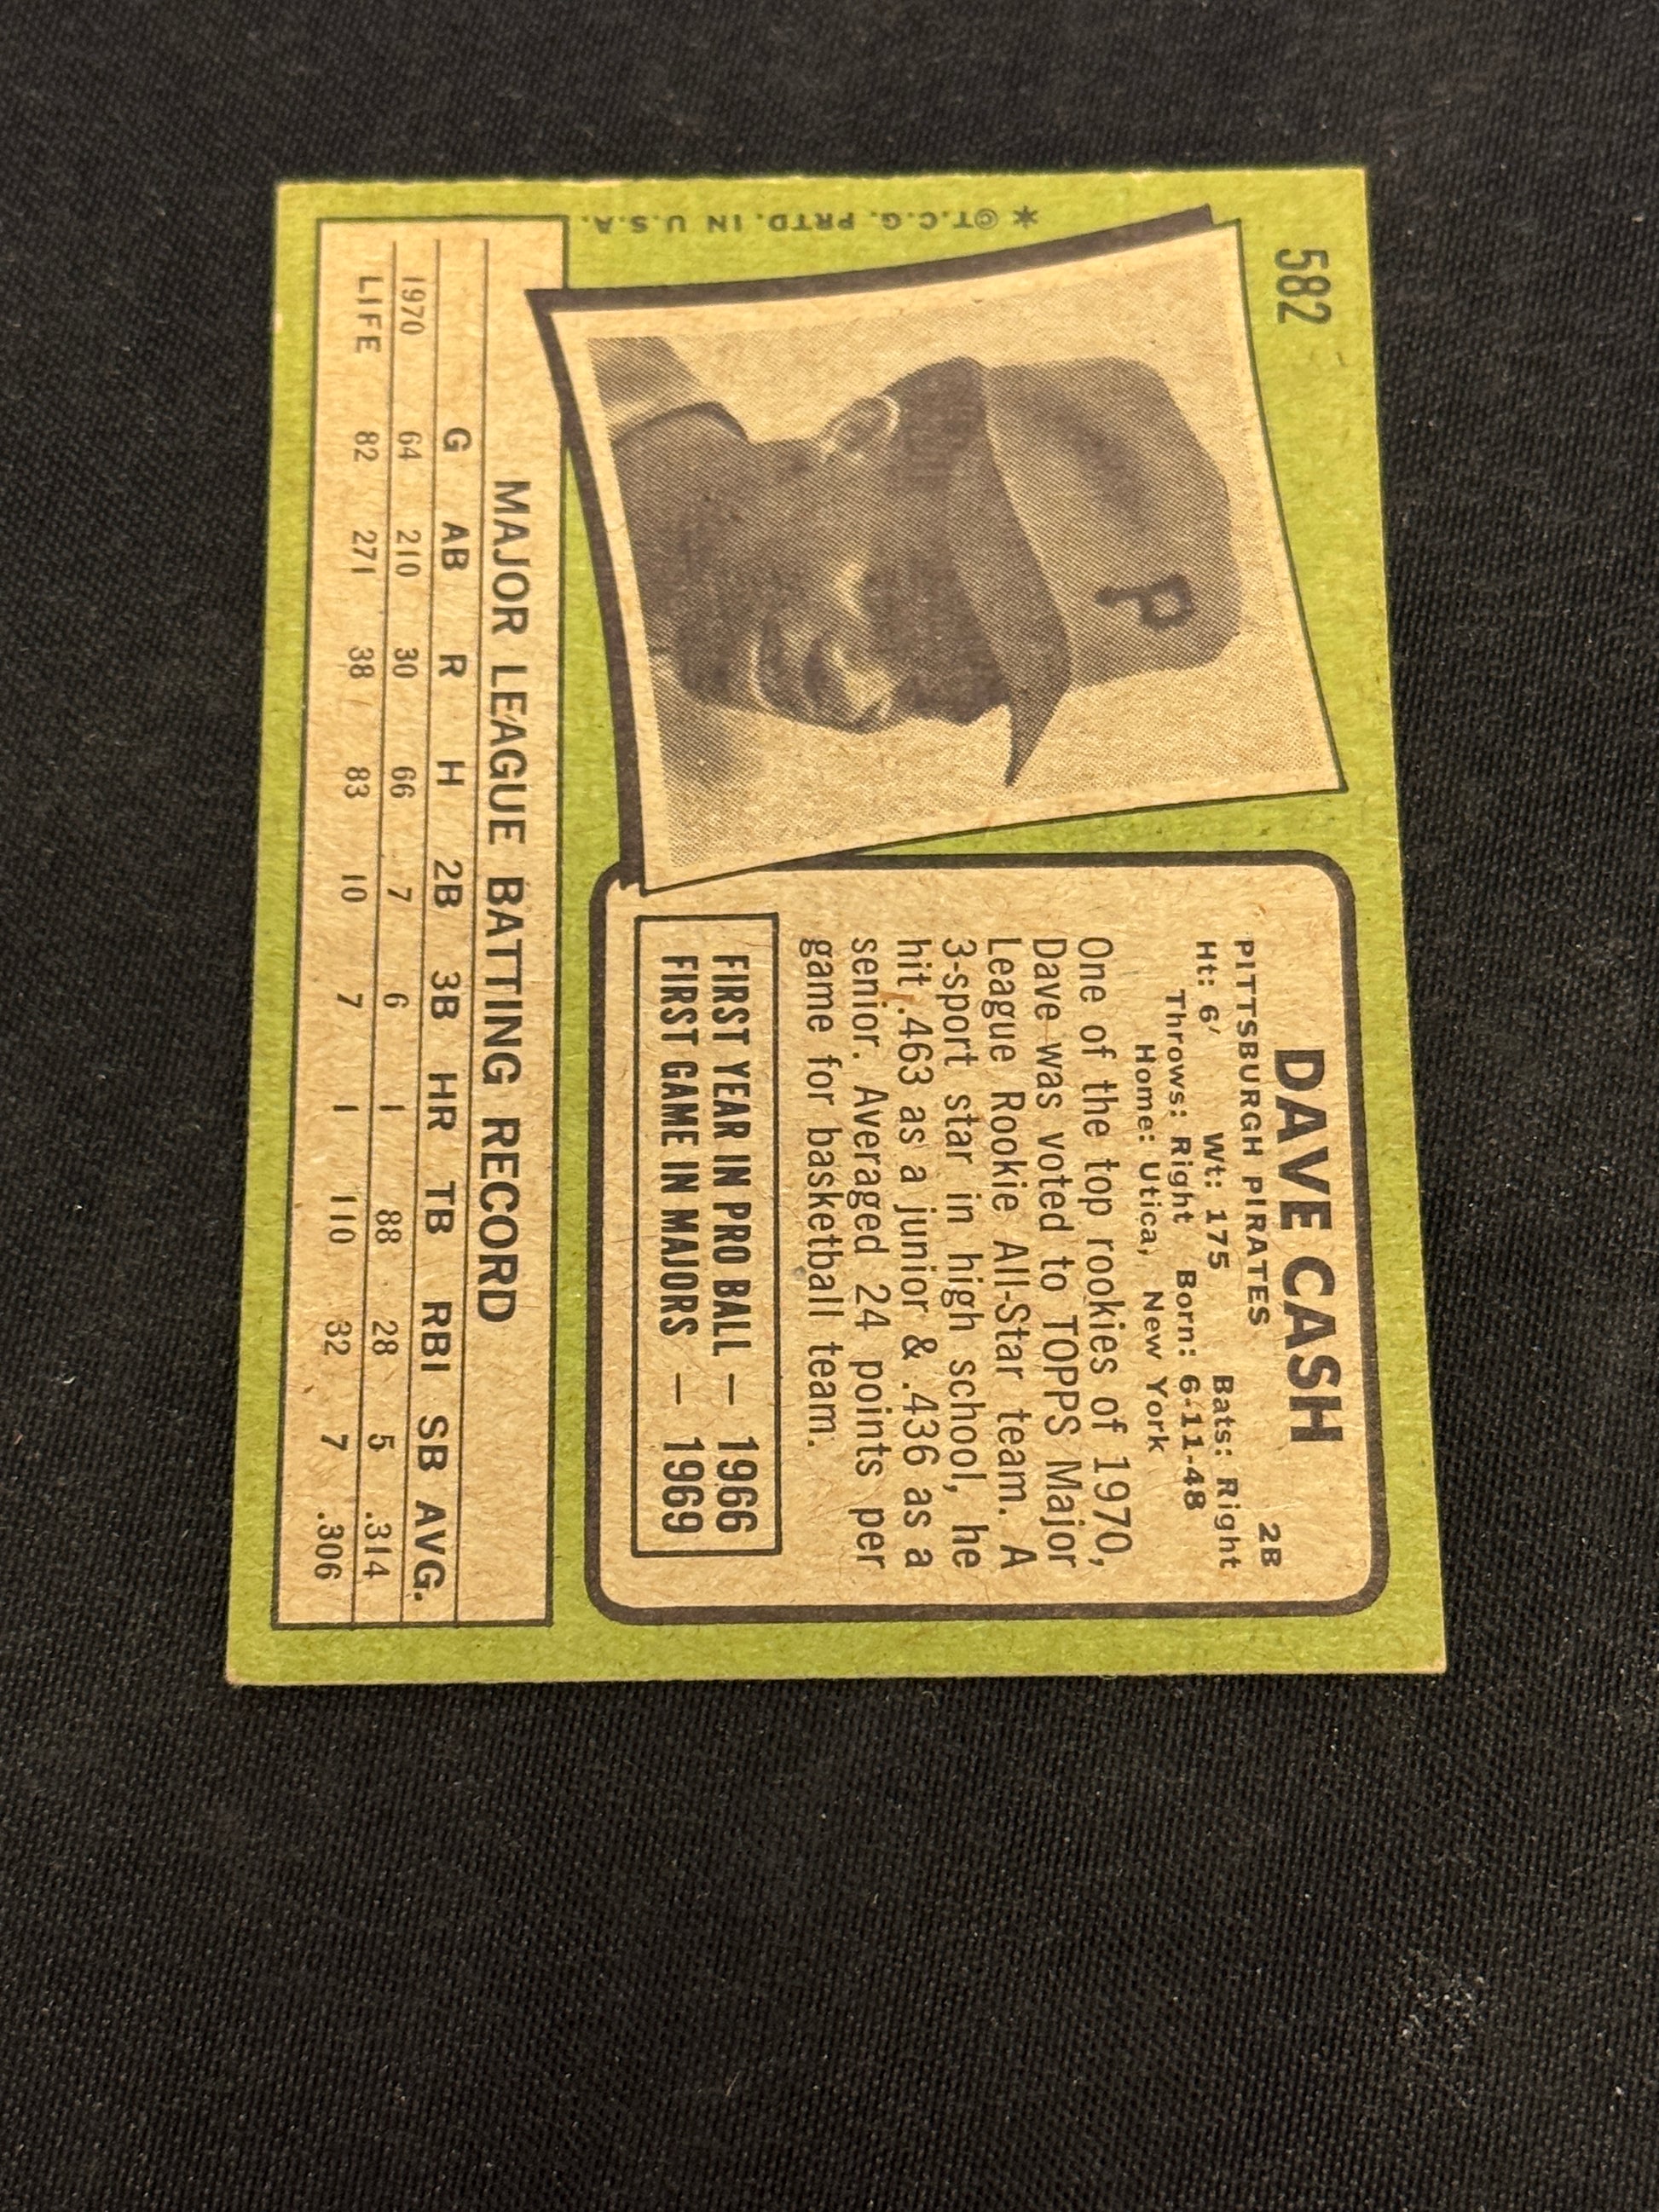 582
DAVE CASH
PITTSBURGH PIRATES 2B
Ht: 6' Wt: 175 Bats: Right
Throws: Right Born: 6-11-48
Home: Utica, New York
One of the top rookies of 1970,
Dave was voted to TOPPS Major
League Rookie All-Star team. A
3-sport star in high school, he
hit .463 as a junior & .436 as a
senior. Averaged 24 points per
game for basketball team.
FIRST YEAR IN PRO BALL — 1966
FIRST GAME IN MAJORS — 1969
P
✶ ©T.C.G. PRTD. IN U.S.A.
MAJOR LEAGUE BATTING RECORD
G AB R H 2B 3B HR TB RBI SB AVG.
1970 64 210 30 66 7 6 1 88 28 5 .314
LIFE 82 271 38 83 10 7 1 110 32 7 .306